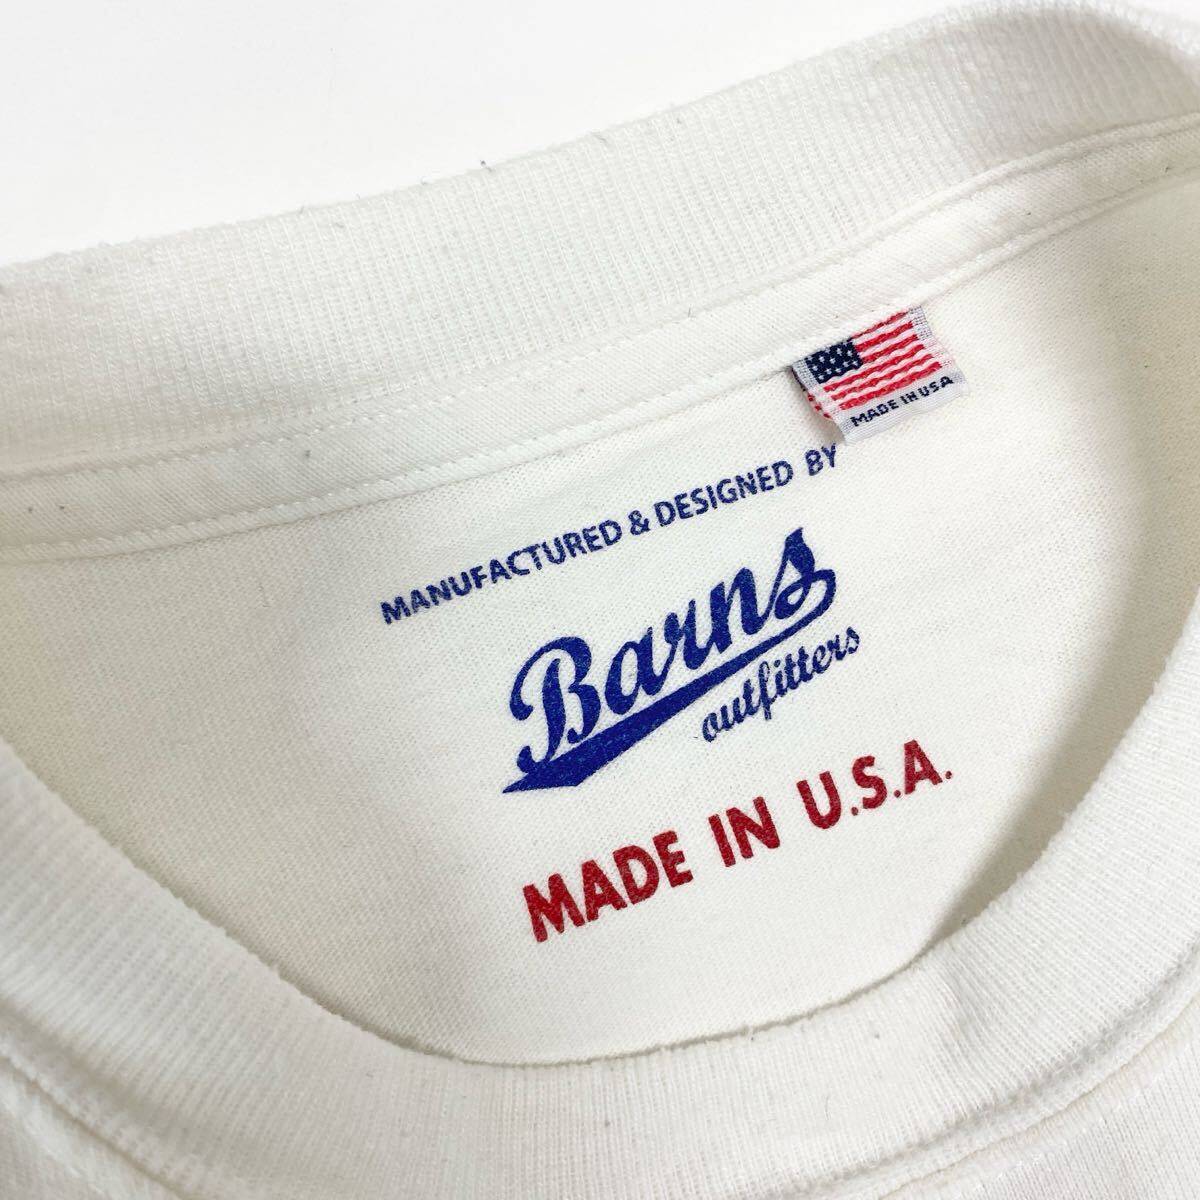 MADE IN USA
MANUFACTURED & DESIGNED BY
Barns
outfitters
MADE IN U.S.A.